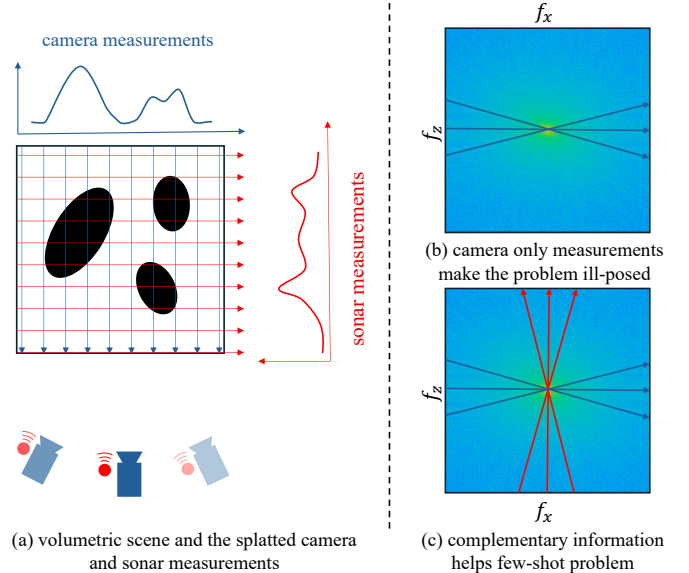 camera measurements
sonar measurements
(a) volumetric scene and the splatted camera
and sonar measurements
f_x
f_z
(b) camera only measurements
make the problem ill-posed
f_z
f_x
(c) complementary information
helps few-shot problem